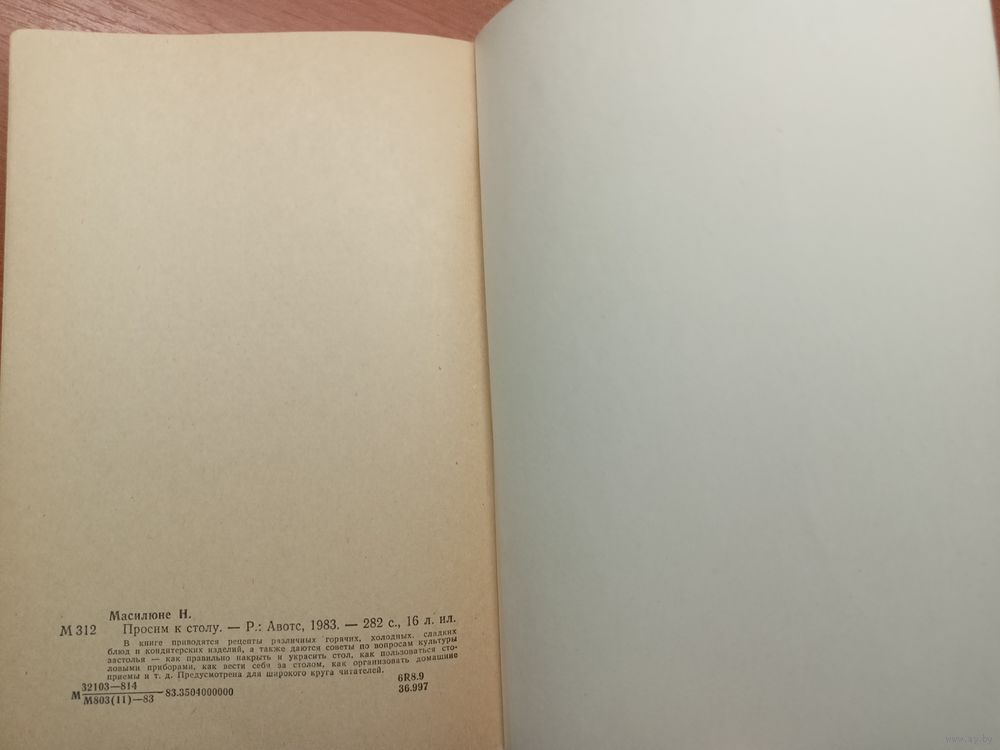 Масилюне Н.
М 312 Просим к столу. — Р.: Авотс, 1983. — 282 с., 16 л. ил.
В книге приводятся рецепты различных горячих, холодных, сладких
блюд и кондитерских изделий, а также даются советы по вопросам культуры
застолья — как правильно накрыть и украсить стол, как пользоваться сто-
ловыми приборами, как вести себя за столом, как организовать домашние
приемы и т. д. Предусмотрена для широкого круга читателей.
М 32103—814
М803(11)—83 —83.3504000000
6R8.9
36.997
www.ay.by